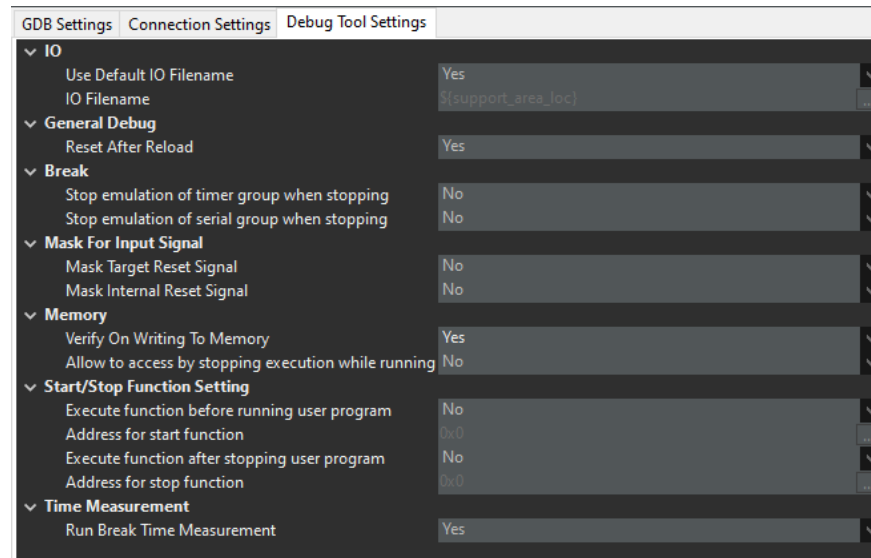 GDB Settings Connection Settings Debug Tool Settings
IO
Use Default IO Filename Yes
IO Filename ${support_area_loc}
General Debug
Reset After Reload Yes
Break
Stop emulation of timer group when stopping No
Stop emulation of serial group when stopping No
Mask For Input Signal
Mask Target Reset Signal No
Mask Internal Reset Signal No
Memory
Verify On Writing To Memory Yes
Allow to access by stopping execution while running No
Start/Stop Function Setting
Execute function before running user program No
Address for start function 0x0
Execute function after stopping user program No
Address for stop function 0x0
Time Measurement
Run Break Time Measurement Yes